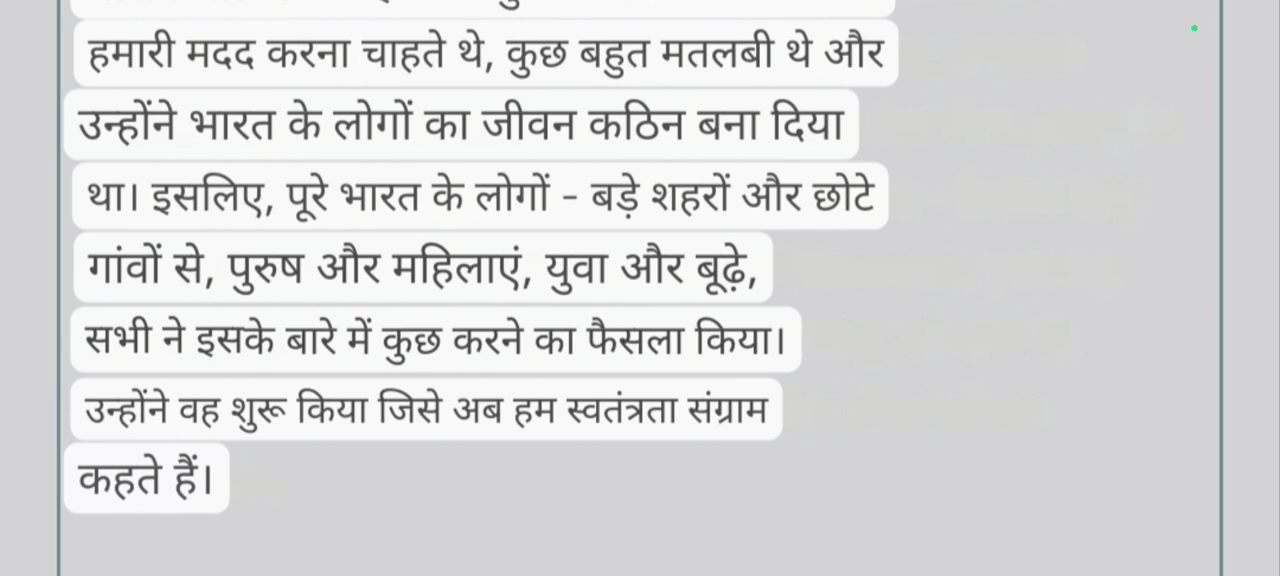 हमारी मदद करना चाहते थे, कुछ बहुत मतलबी थे और
उन्होंने भारत के लोगों का जीवन कठिन बना दिया
था। इसलिए, पूरे भारत के लोगों - बड़े शहरों और छोटे
गांवों से, पुरुष और महिलाएं, युवा और बूढ़े,
सभी ने इसके बारे में कुछ करने का फैसला किया।
उन्होंने वह शुरू किया जिसे अब हम स्वतंत्रता संग्राम
कहते हैं।